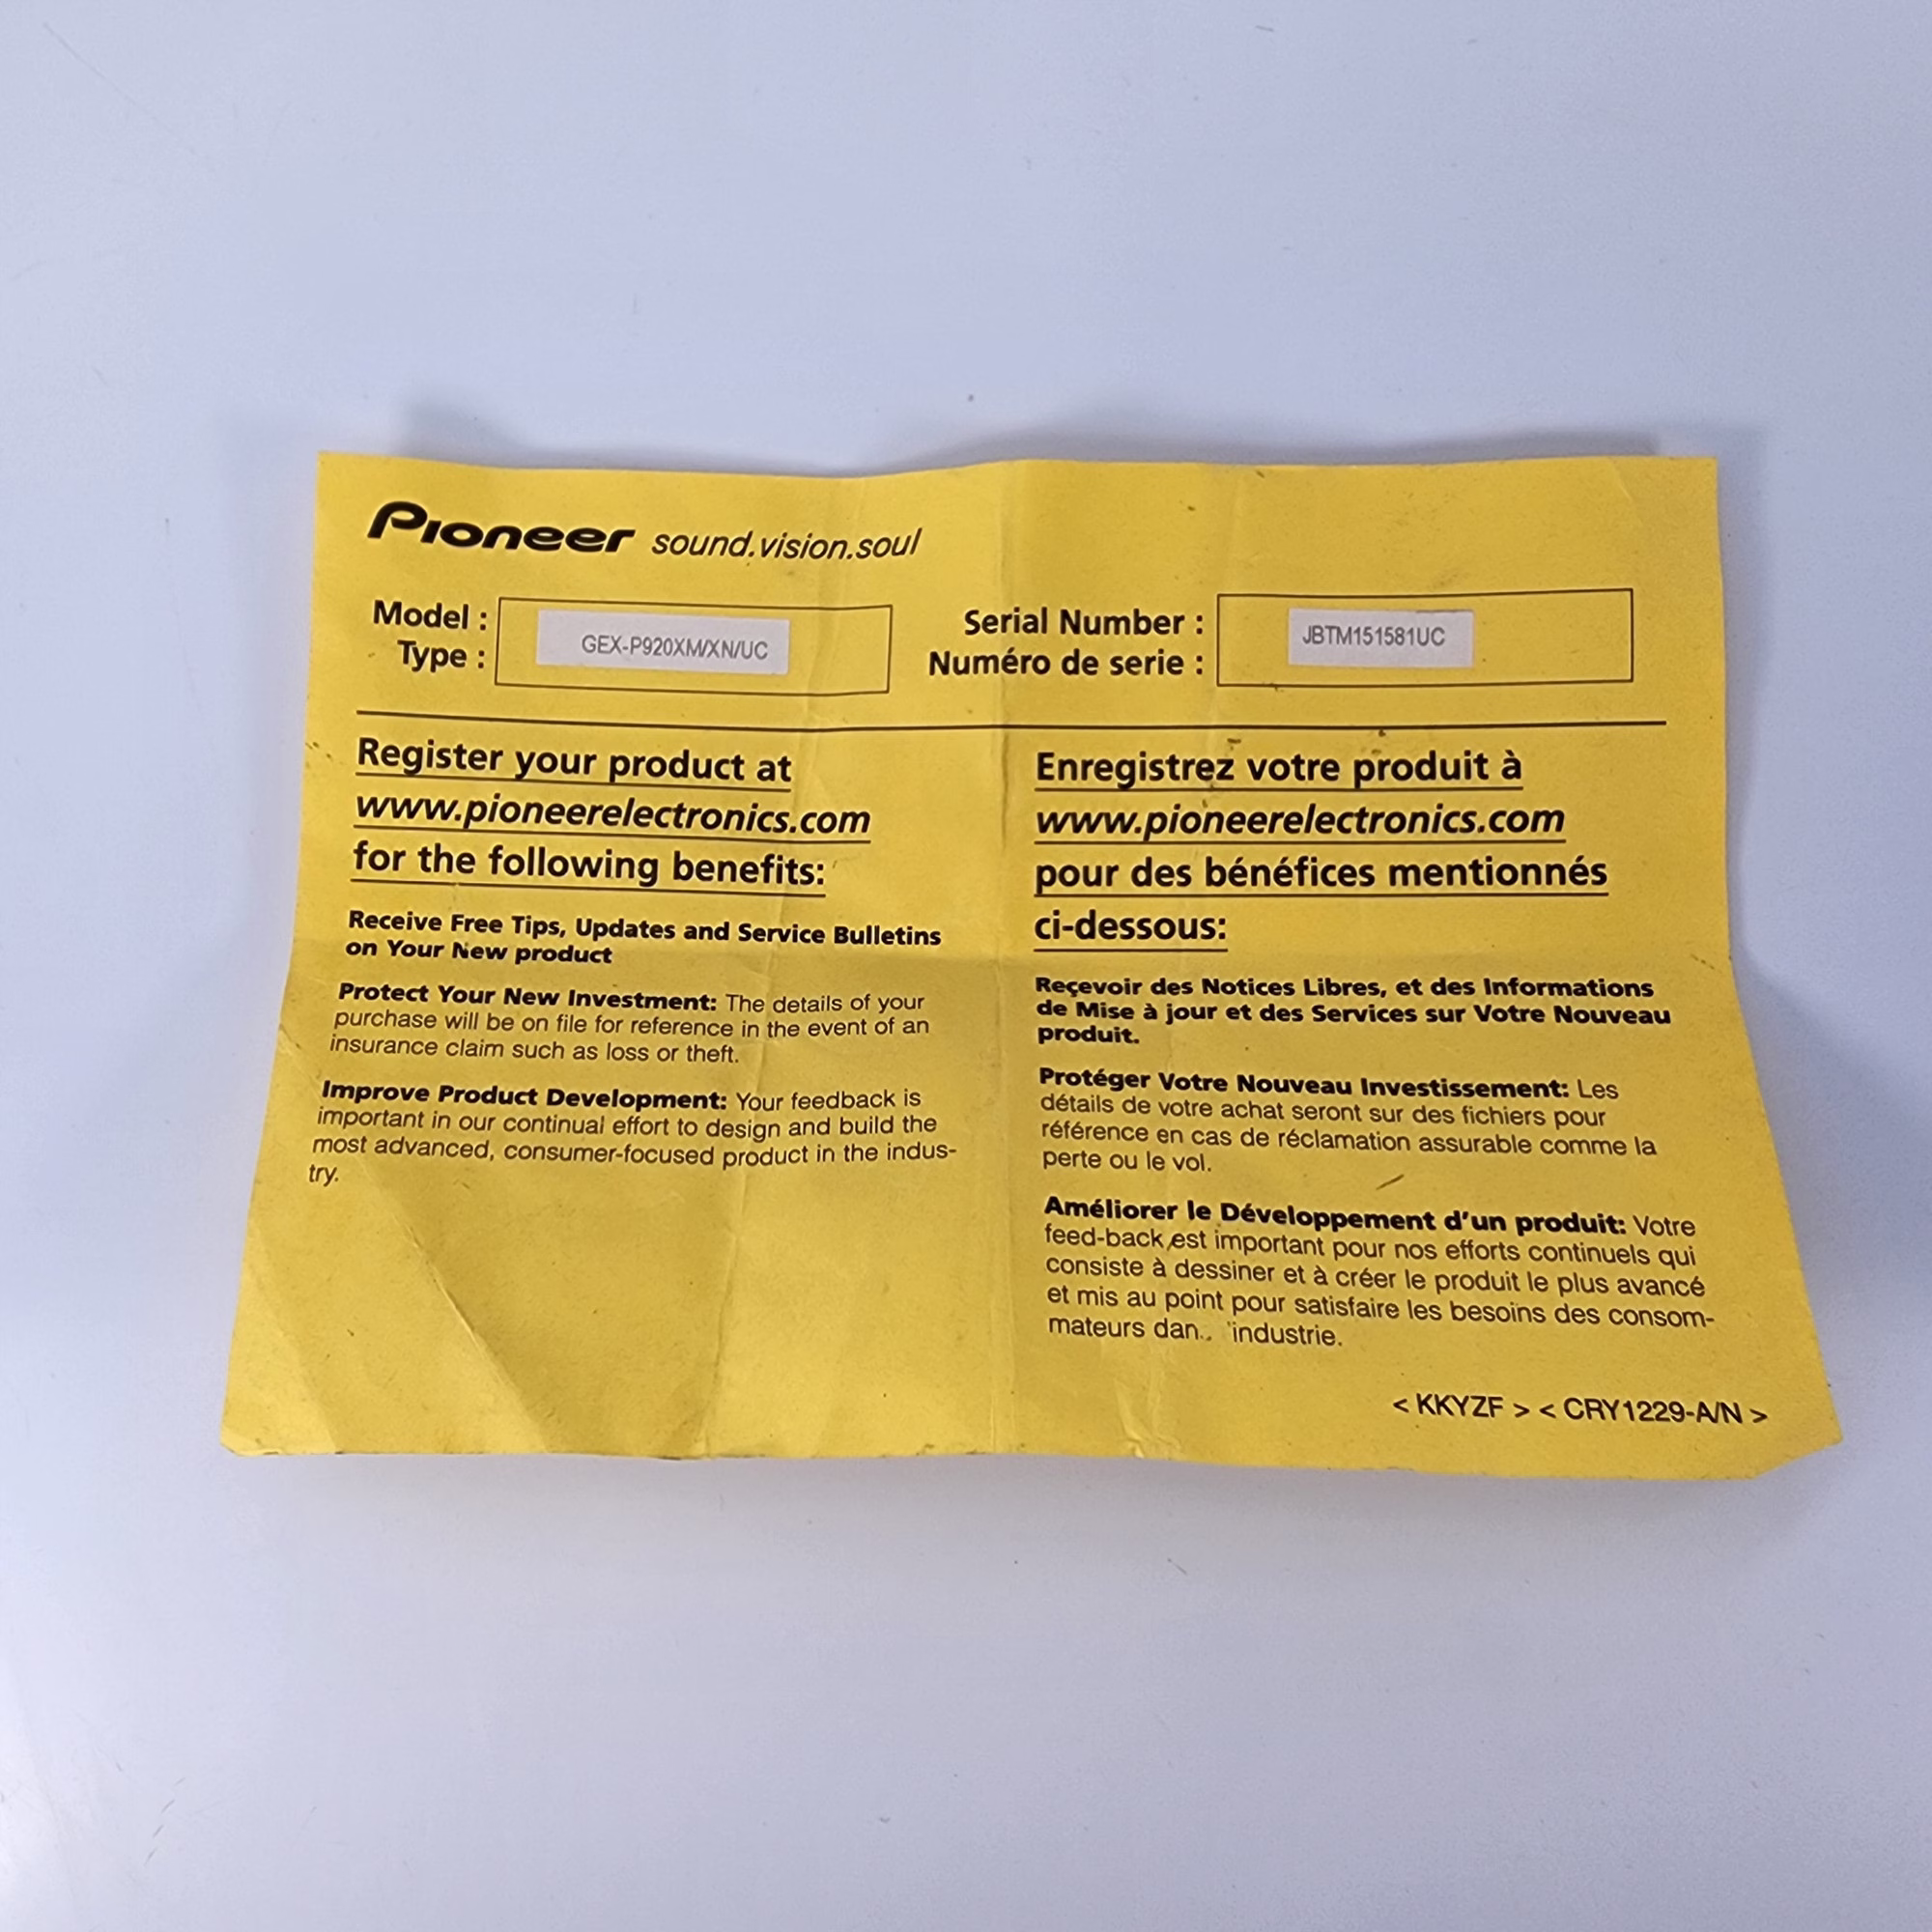 Pioneer sound.vision.soul
Model :
Type :
GEX-P920XM/XN/UC
Serial Number :
Numéro de serie :
JBTM151581UC
Register your product at
www.pioneerelectronics.com
for the following benefits:
Receive Free Tips, Updates and Service Bulletins
on Your New product
Protect Your New Investment: The details of your
purchase will be on file for reference in the event of an
insurance claim such as loss or theft.
Improve Product Development: Your feedback is
important in our continual effort to design and build the
most advanced, consumer-focused product in the indus-
try.
Enregistrez votre produit à
www.pioneerelectronics.com
pour des bénéfices mentionnés
ci-dessous:
Reçevoir des Notices Libres, et des Informations
de Mise à jour et des Services sur Votre Nouveau
produit.
Protéger Votre Nouveau Investissement: Les
détails de votre achat seront sur des fichiers pour
référence en cas de réclamation assurable comme la
perte ou le vol.
Améliorer le Développement d'un produit: Votre
feed-back est important pour nos efforts continuels qui
consiste à dessiner et à créer le produit le plus avancé
et mis au point pour satisfaire les besoins des consom-
mateurs industrie.
< KKYZF > < CRY1229-A/N >